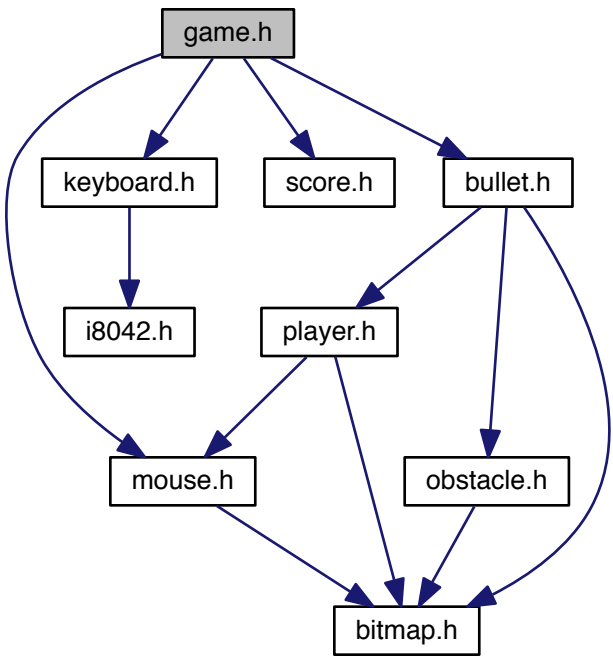 game.h
keyboard.h
score.h
bullet.h
i8042.h
player.h
mouse.h
obstacle.h
bitmap.h